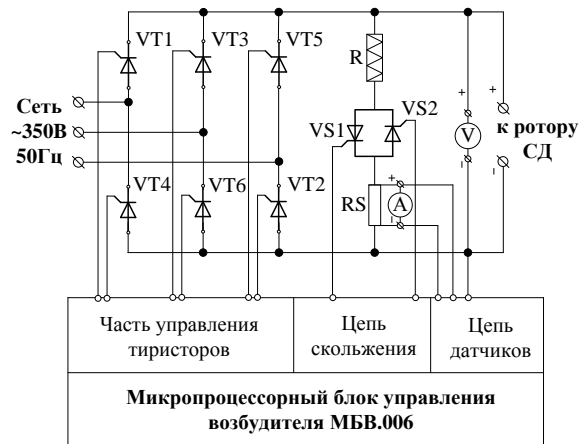 VT1
VT3
VT5
R
Сеть
~350В
50Гц
VS1
VS2
V
к ротору
СД
+
+
-
-
VT4
VT6
VT2
RS
+
A
-
Часть управления
тиристоров
Цепь
скольжения
Цепь
датчиков
Микропроцессорный блок управления
возбудителя МБВ.006